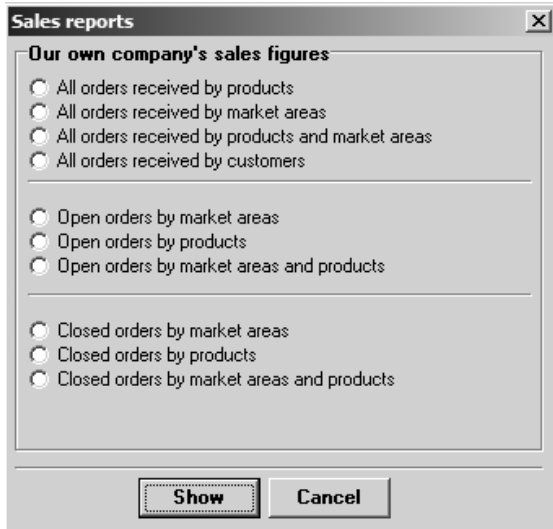 Sales reports
Our own company's sales figures
All orders received by products
All orders received by market areas
All orders received by products and market areas
All orders received by customers
Open orders by market areas
Open orders by products
Open orders by market areas and products
Closed orders by market areas
Closed orders by products
Closed orders by market areas and products
Show
Cancel